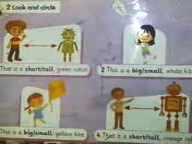 2 Look and circle
1 That is a short/tall, green robot
2 This is a big/small, white kite
3 This is a big/small, yellow kite
4 That is a short/tall, orange